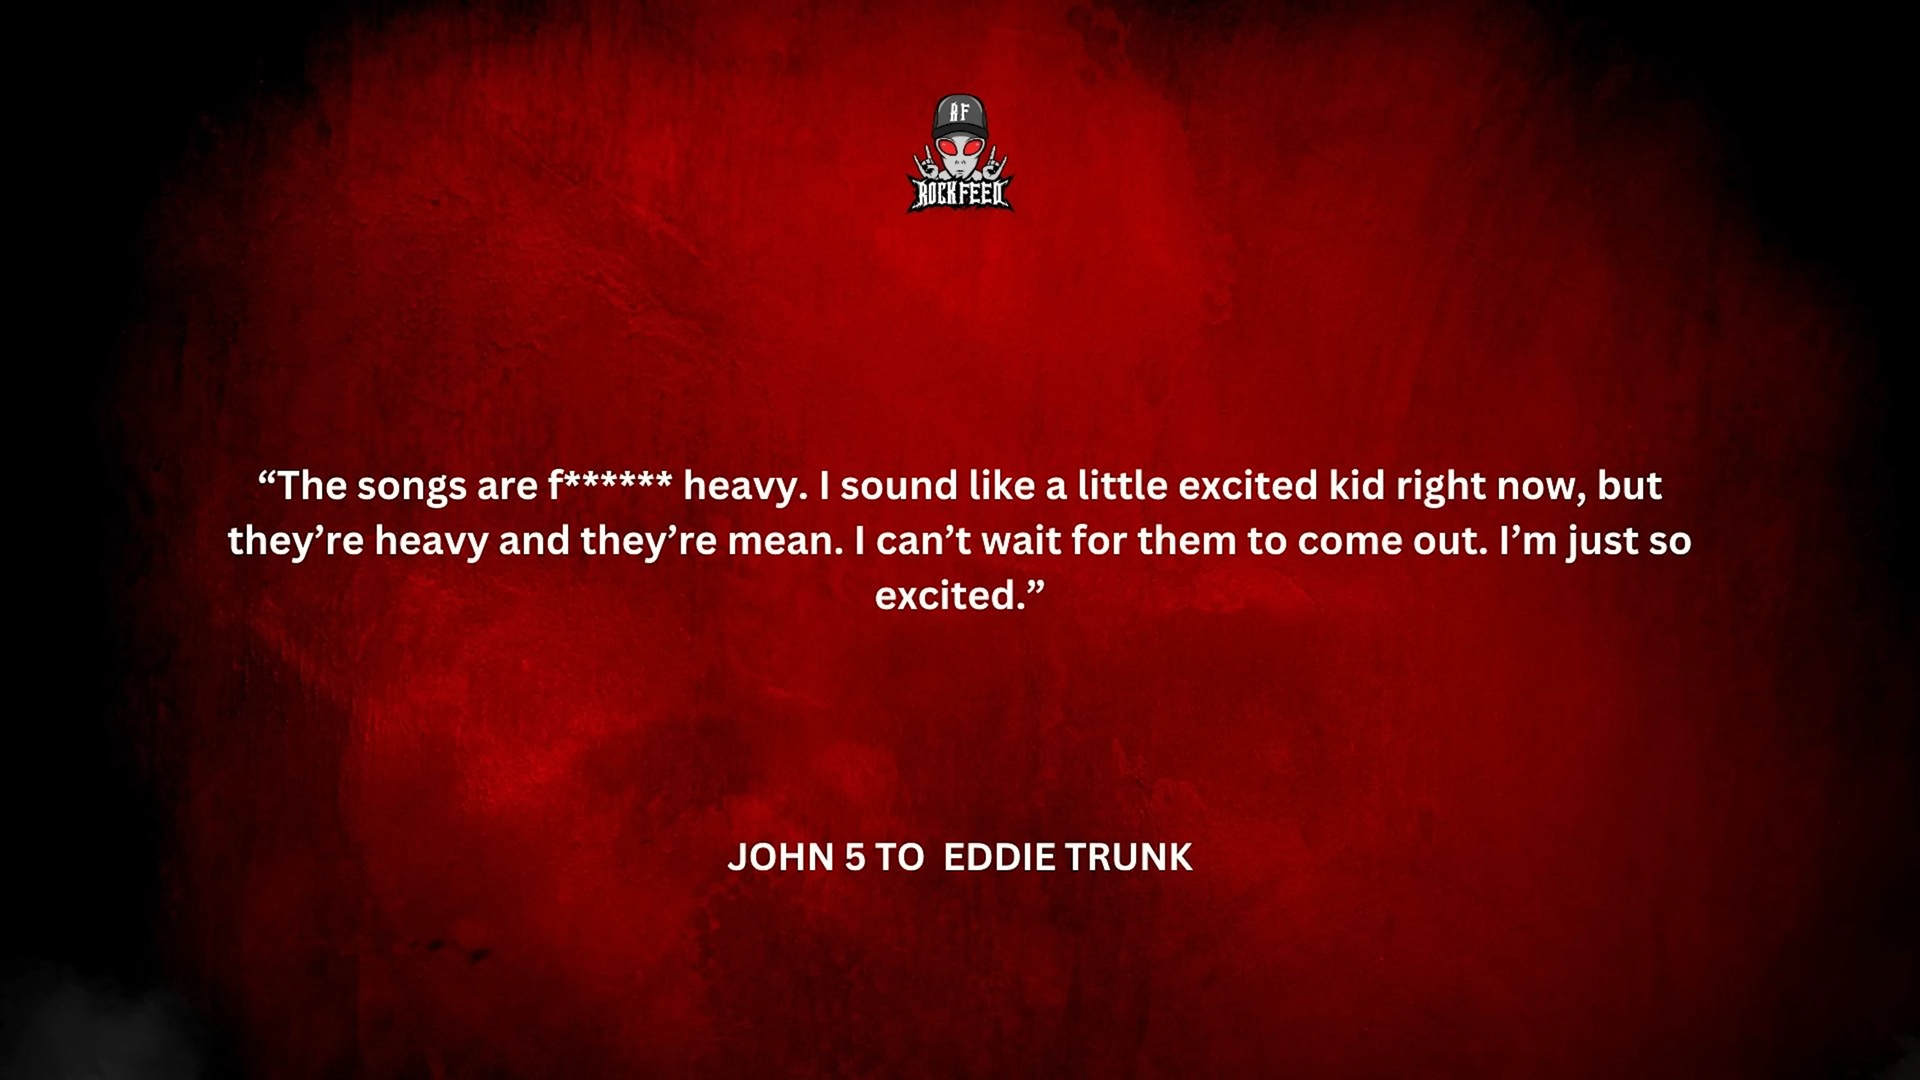 RF
ROCKFEED
“The songs are f****** heavy. I sound like a little excited kid right now, but
they’re heavy and they’re mean. I can’t wait for them to come out. I’m just so
excited.”
JOHN 5 TO  EDDIE TRUNK